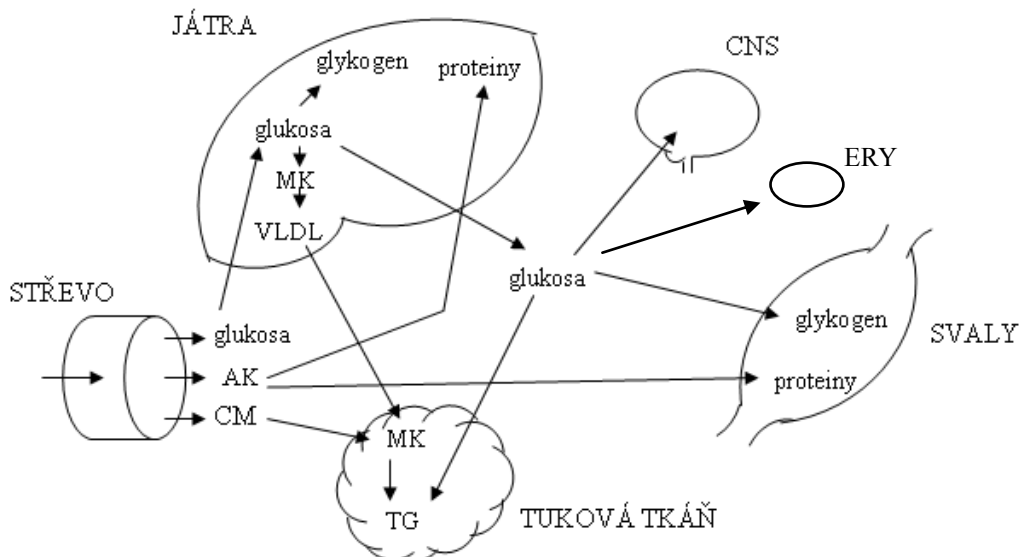 JÁTRA
CNS
glykogen
proteiny
glukosa
ERY
MK
VLDL
glukosa
STŘEVO
glukosa
glykogen
SVALY
AK
proteiny
CM
MK
TG
TUKOVÁ TKÁŇ